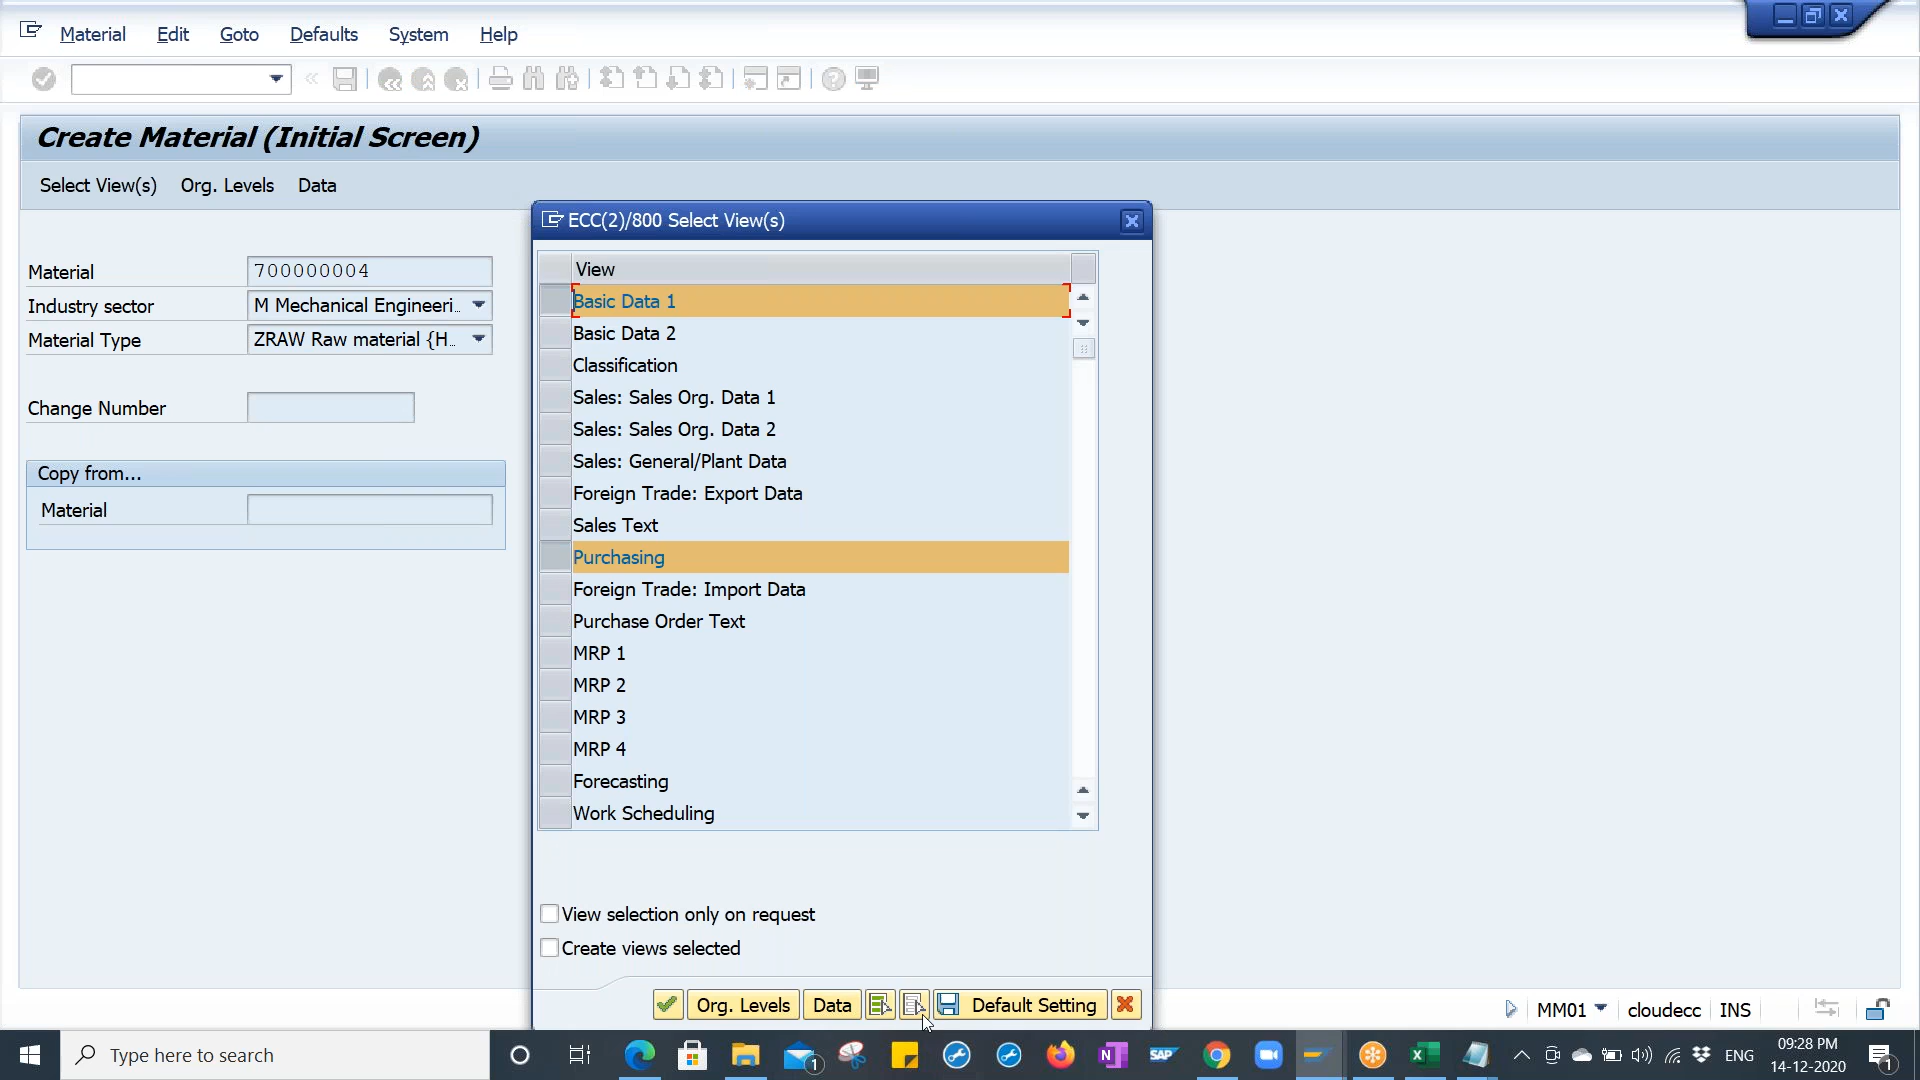 Material Edit Goto Defaults System Help
Create Material (Initial Screen)
Select View(s) Org. Levels Data
ECC(2)/800 Select View(s)
Material 700000004
Industry sector M Mechanical Engineeri..
Material Type ZRAW Raw material {H..
Change Number
Copy from...
Material
View
Basic Data 1
Basic Data 2
Classification
Sales: Sales Org. Data 1
Sales: Sales Org. Data 2
Sales: General/Plant Data
Foreign Trade: Export Data
Sales Text
Purchasing
Foreign Trade: Import Data
Purchase Order Text
MRP 1
MRP 2
MRP 3
MRP 4
Forecasting
Work Scheduling
View selection only on request
Create views selected
Org. Levels Data Default Setting
MM01 cloudecc INS
Type here to search
1
SAP
ENG
09:28 PM
14-12-2020
1